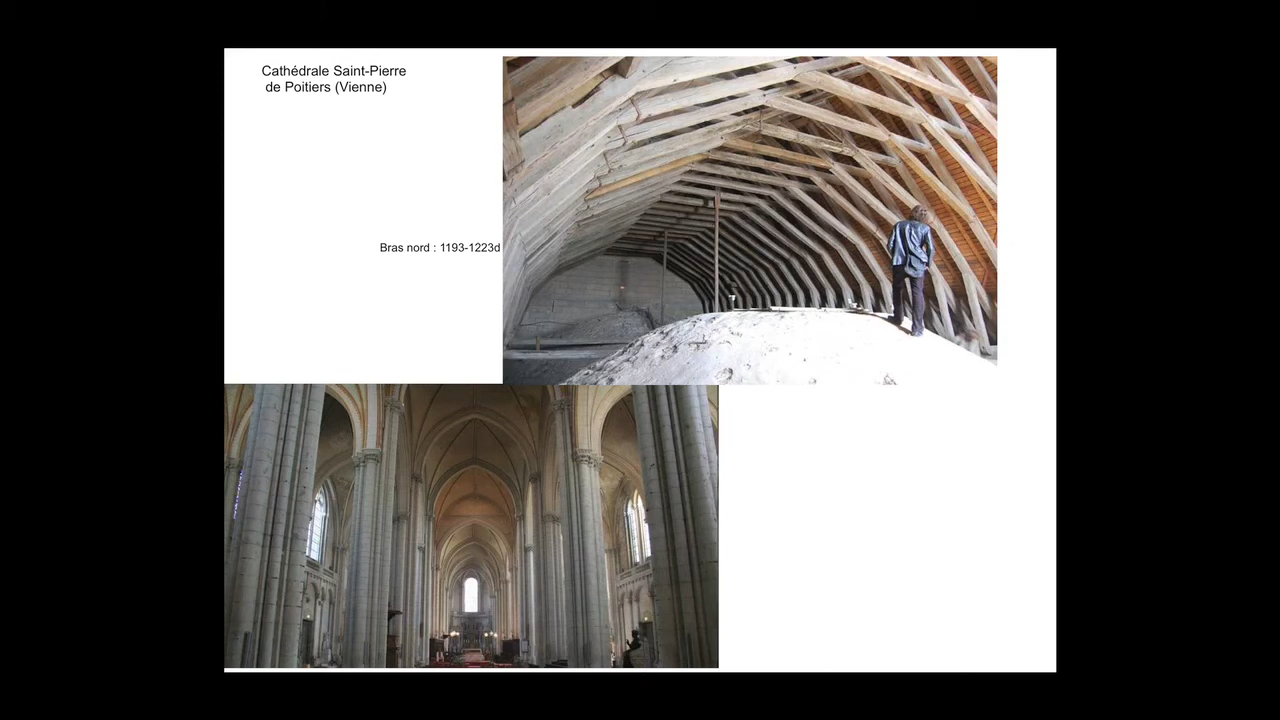 Cathédrale Saint-Pierre
de Poitiers (Vienne)
Bras nord : 1193-1223d